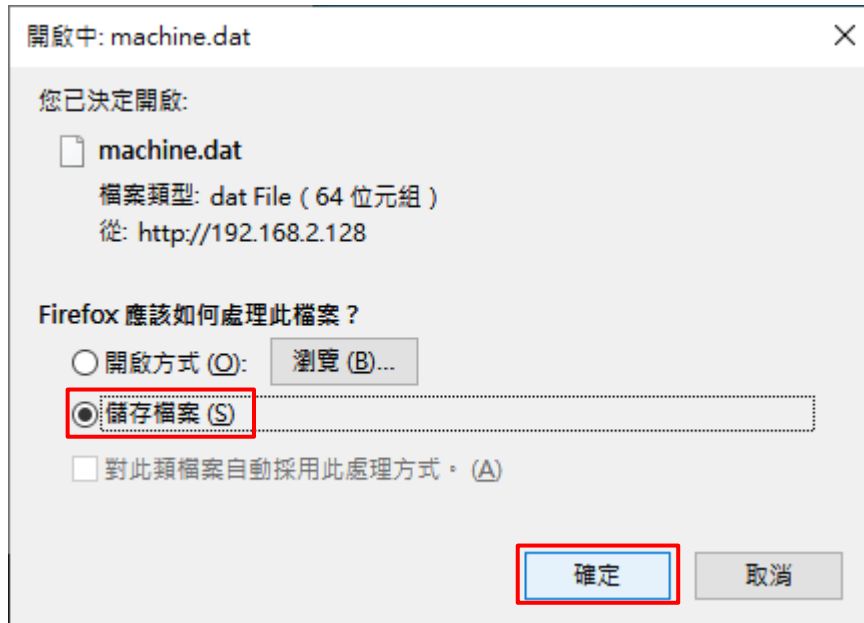 開啟中: machine.dat
您已決定開啟:
machine.dat
檔案類型: dat File ( 64 位元組 )
從: http://192.168.2.128
Firefox 應該如何處理此檔案？
開啟方式 (O): 瀏覽 (B)...
儲存檔案 (S)
對此類檔案自動採用此處理方式。 (A)
確定 取消